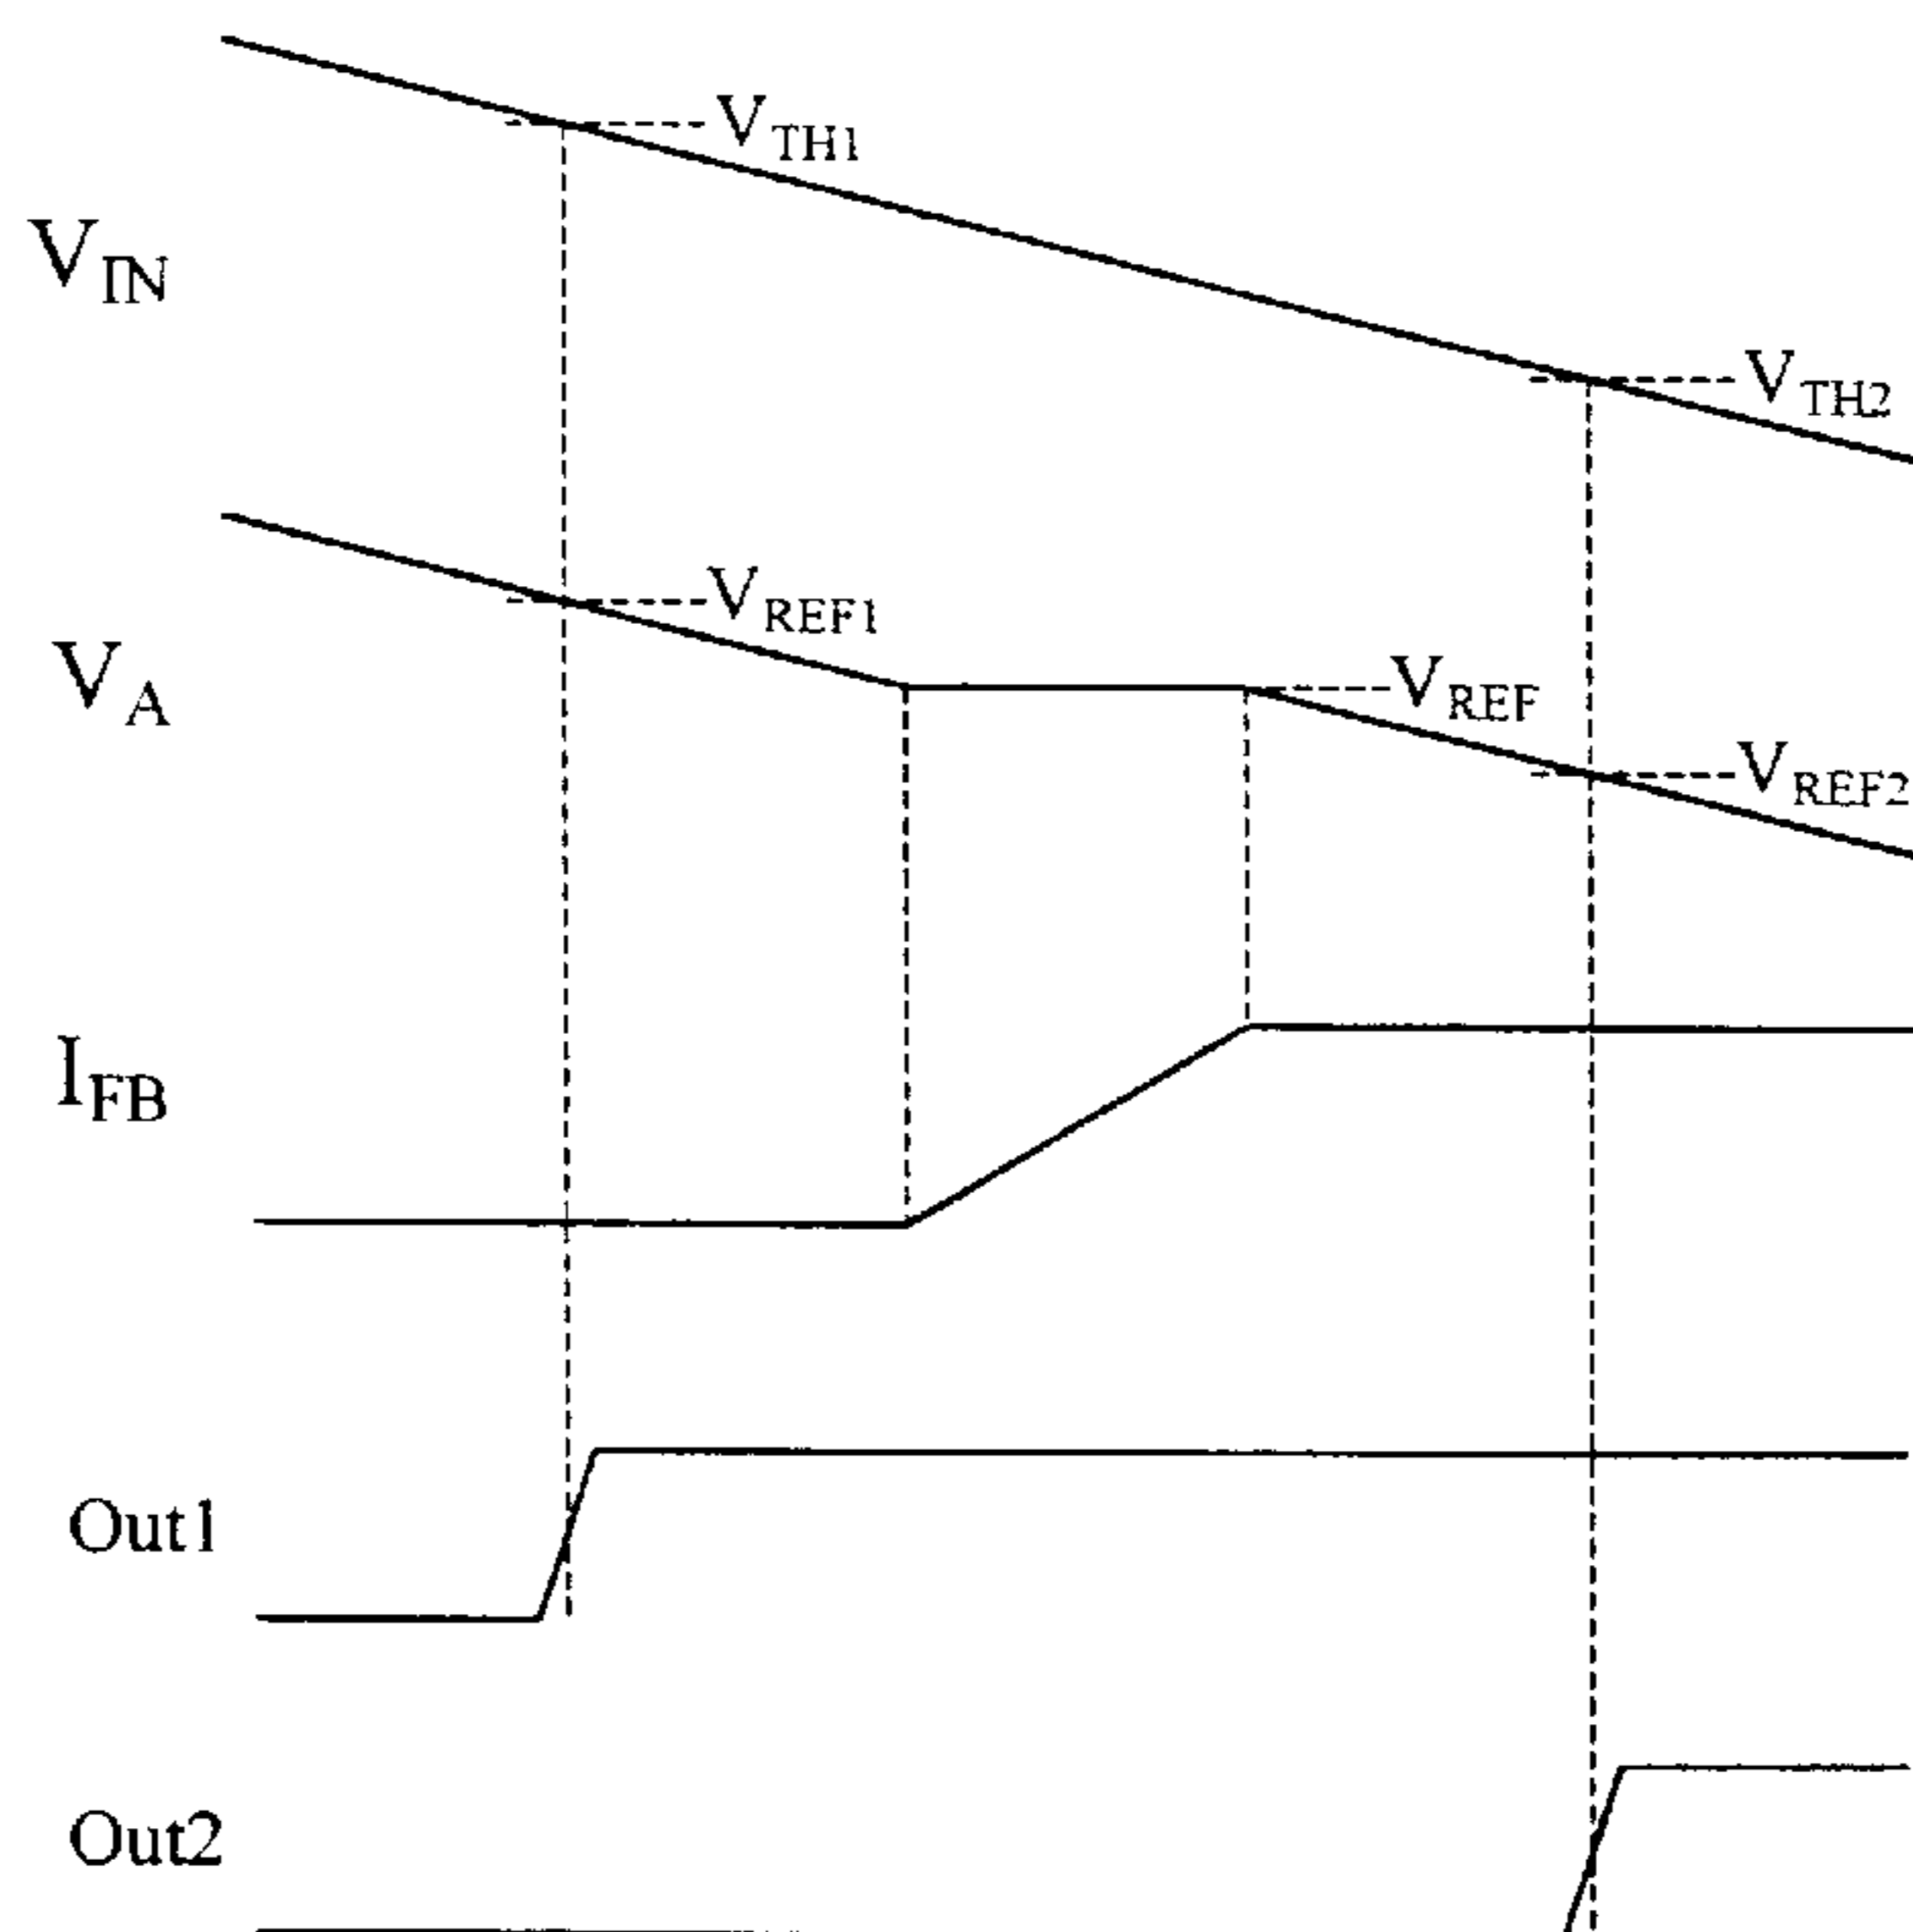 V_TH1
V_IN
V_TH2
V_REF1
V_A
V_REF
V_REF2
I_FB
Out1
Out2